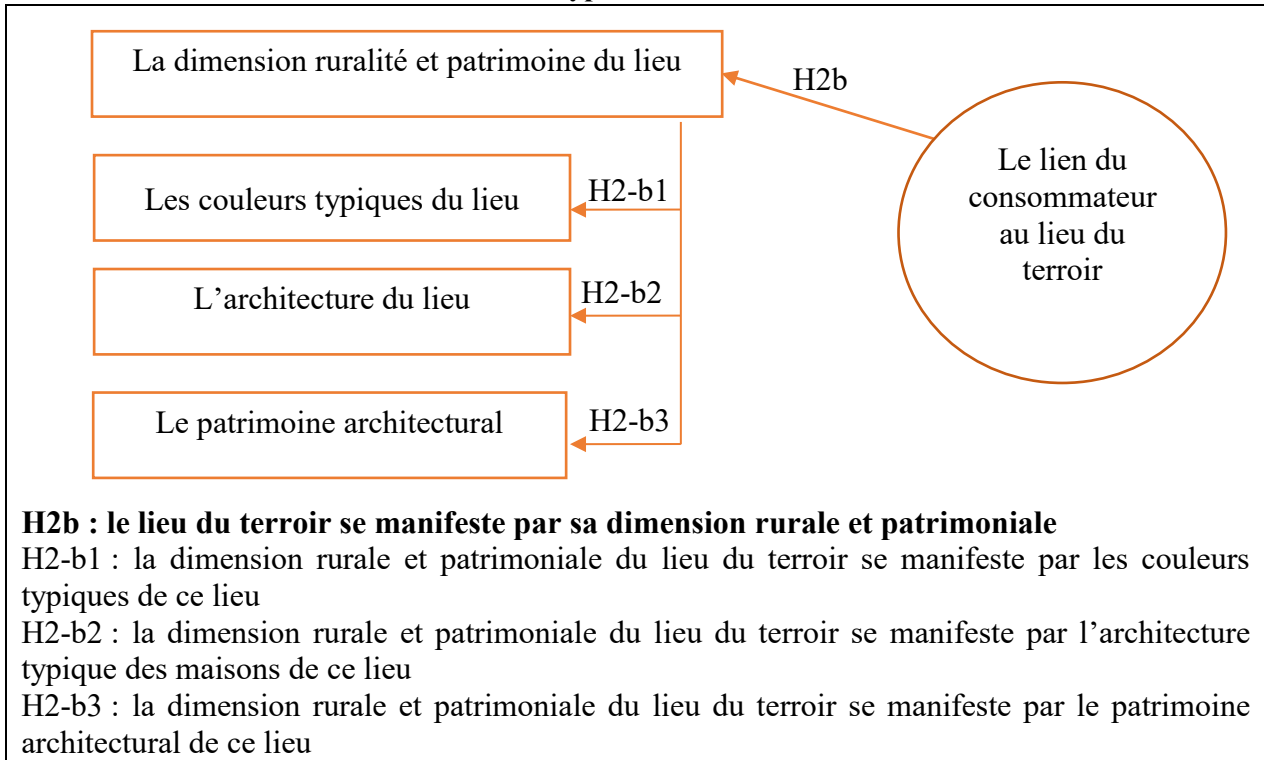 La dimension ruralité et patrimoine du lieu
H2b
Le lien du
consommateur
au lieu du
terroir
Les couleurs typiques du lieu
H2-b1
L’architecture du lieu
H2-b2
Le patrimoine architectural
H2-b3
H2b : le lieu du terroir se manifeste par sa dimension rurale et patrimoniale
H2-b1 : la dimension rurale et patrimoniale du lieu du terroir se manifeste par les couleurs
typiques de ce lieu
H2-b2 : la dimension rurale et patrimoniale du lieu du terroir se manifeste par l’architecture
typique des maisons de ce lieu
H2-b3 : la dimension rurale et patrimoniale du lieu du terroir se manifeste par le patrimoine
architectural de ce lieu